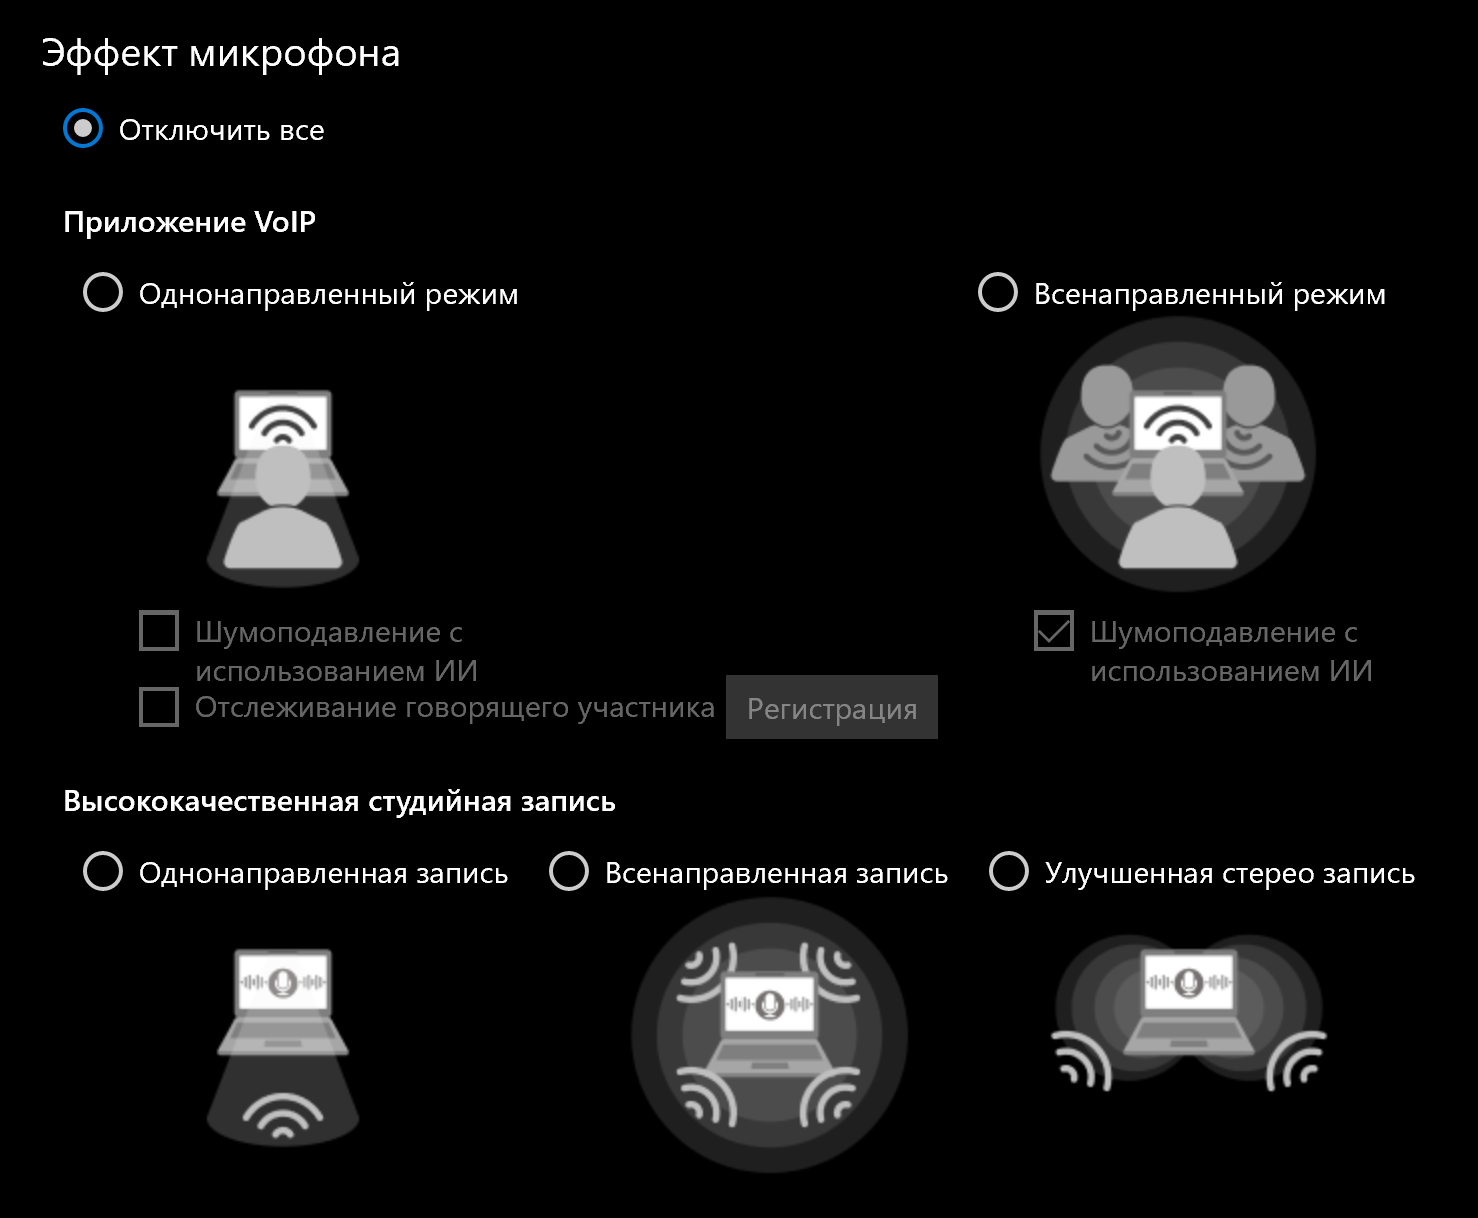 Эффект микрофона
Отключить все
Приложение VoIP
Однонаправленный режим
Всенаправленный режим
Шумоподавление с
использованием ИИ
Отслеживание говорящего участника
Регистрация
Шумоподавление с
использованием ИИ
Высококачественная студийная запись
Однонаправленная запись
Всенаправленная запись
Улучшенная стерео запись